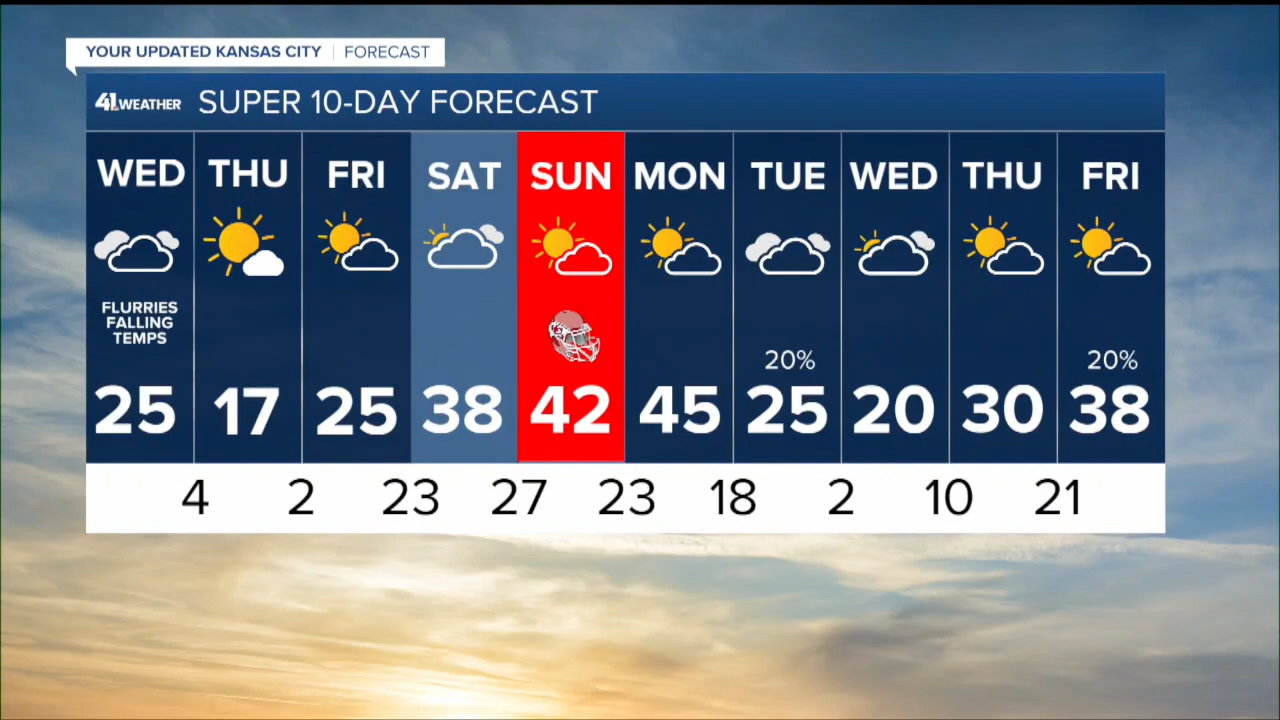 YOUR UPDATED KANSAS CITY | FORECAST
41 WEATHER SUPER 10-DAY FORECAST
WED THU FRI SAT SUN MON TUE WED THU FRI
FLURRIES
FALLING
TEMPS
20% 20%
25 17 25 38 42 45 25 20 30 38
4 2 23 27 23 18 2 10 21